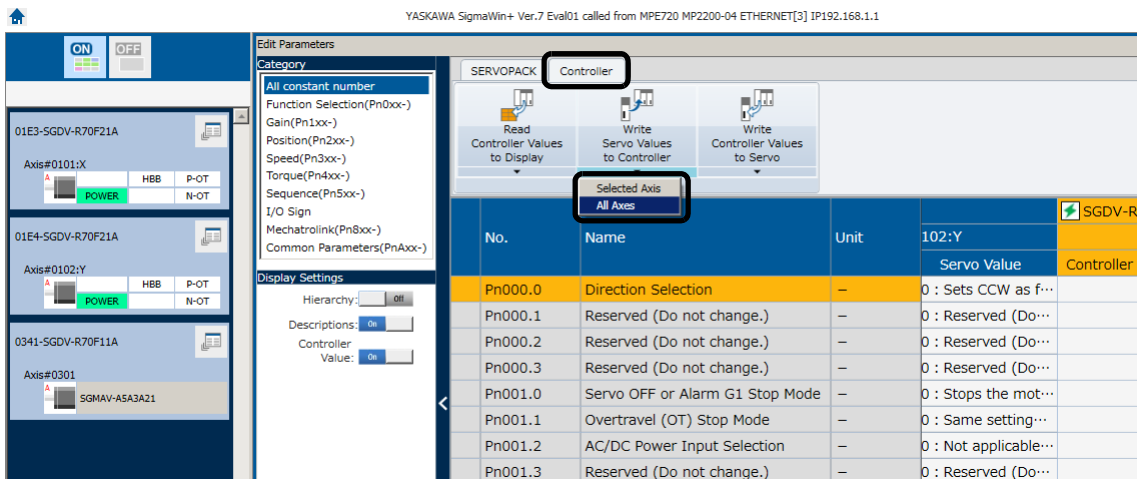 YASKAWA SigmaWin+ Ver.7 Eval01 called from MPE720 MP2200-04 ETHERNET[3] IP192.168.1.1
ON OFF
01E3-SGDV-R70F21A
Axis#0101:X
A
HBB P-OT
POWER N-OT
01E4-SGDV-R70F21A
Axis#0102:Y
A
HBB P-OT
POWER N-OT
0341-SGDV-R70F11A
Axis#0301
A
SGMAV-A5A3A21
Edit Parameters
Category
All constant number
Function Selection(Pn0xx-)
Gain(Pn1xx-)
Position(Pn2xx-)
Speed(Pn3xx-)
Torque(Pn4xx-)
Sequence(Pn5xx-)
I/O Sign
Mechatrolink(Pn8xx-)
Common Parameters(PnAxx-)
Display Settings
Hierarchy: Off
Descriptions: On
Controller
Value: On
SERVOPACK Controller
Read
Controller Values
to Display
Write
Servo Values
to Controller
Write
Controller Values
to Servo
Selected Axis
All Axes
SGDV-R
No. Name Unit 102:Y
Servo Value Controller
Pn000.0 Direction Selection – 0 : Sets CCW as f…
Pn000.1 Reserved (Do not change.) – 0 : Reserved (Do…
Pn000.2 Reserved (Do not change.) – 0 : Reserved (Do…
Pn000.3 Reserved (Do not change.) – 0 : Reserved (Do…
Pn001.0 Servo OFF or Alarm G1 Stop Mode – 0 : Stops the mot…
Pn001.1 Overtravel (OT) Stop Mode – 0 : Same setting…
Pn001.2 AC/DC Power Input Selection – 0 : Not applicable…
Pn001.3 Reserved (Do not change.) – 0 : Reserved (Do…